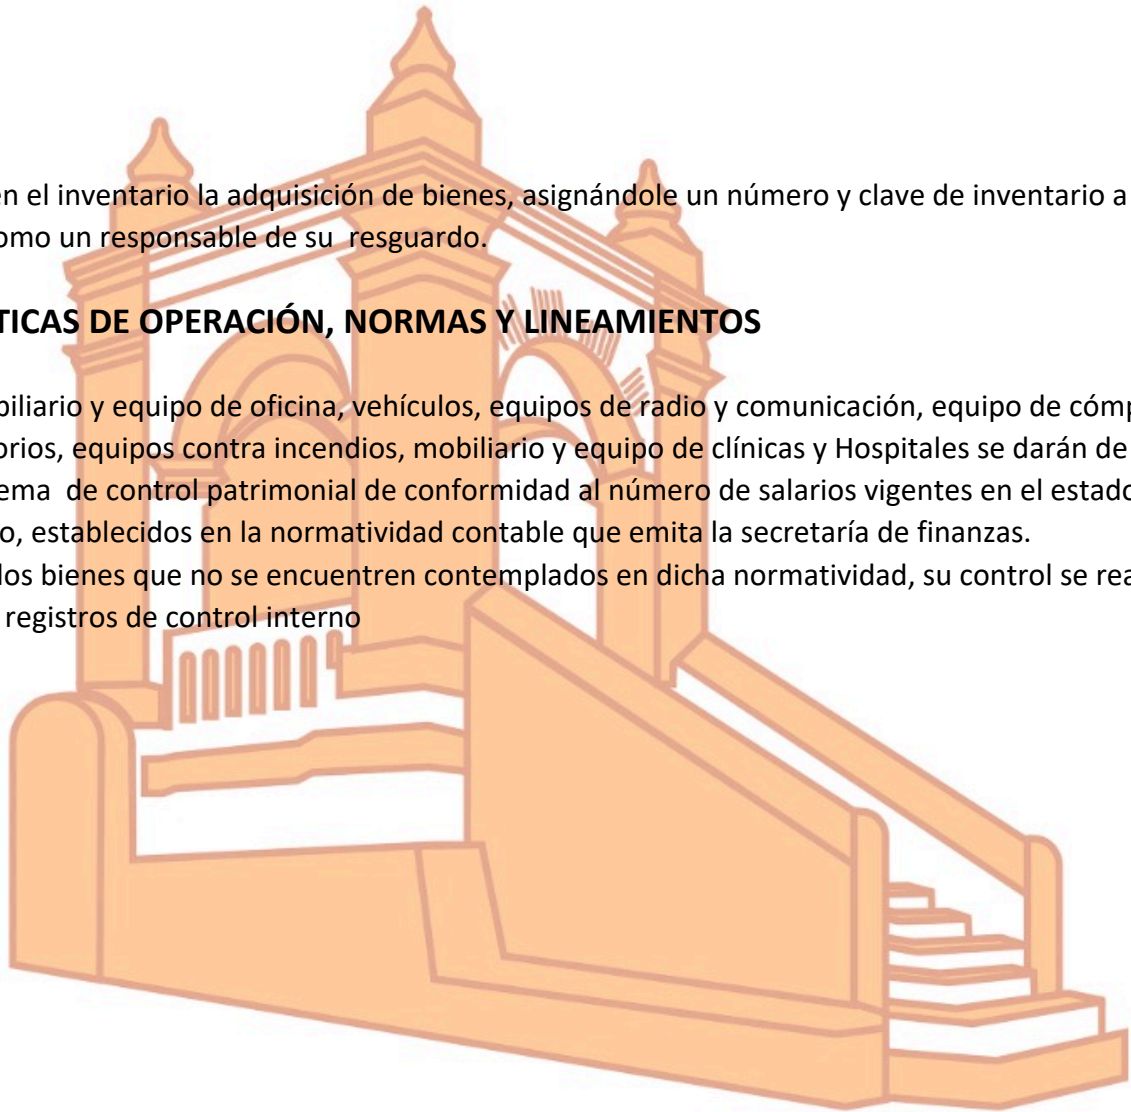 en el inventario la adquisición de bienes, asignándole un número y clave de inventario a
omo un responsable de su  resguardo.
TICAS DE OPERACIÓN, NORMAS Y LINEAMIENTOS
biliario y equipo de oficina, vehículos, equipos de radio y comunicación, equipo de cómp
orios, equipos contra incendios, mobiliario y equipo de clínicas y Hospitales se darán de
ema  de control patrimonial de conformidad al número de salarios vigentes en el estado
o, establecidos en la normatividad contable que emita la secretaría de finanzas.
los bienes que no se encuentren contemplados en dicha normatividad, su control se rea
registros de control interno